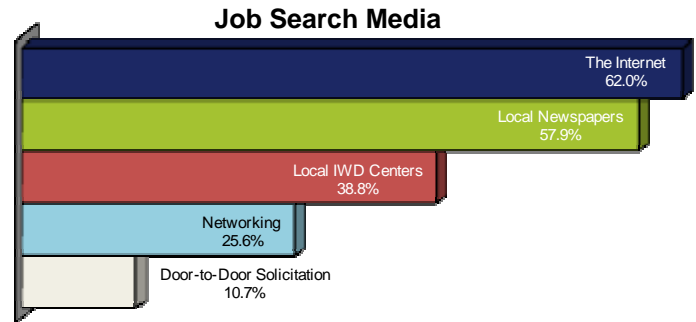 Job Search Media
The Internet
62.0%
Local Newspapers
57.9%
Local IWD Centers
38.8%
Networking
25.6%
Door-to-Door Solicitation
10.7%